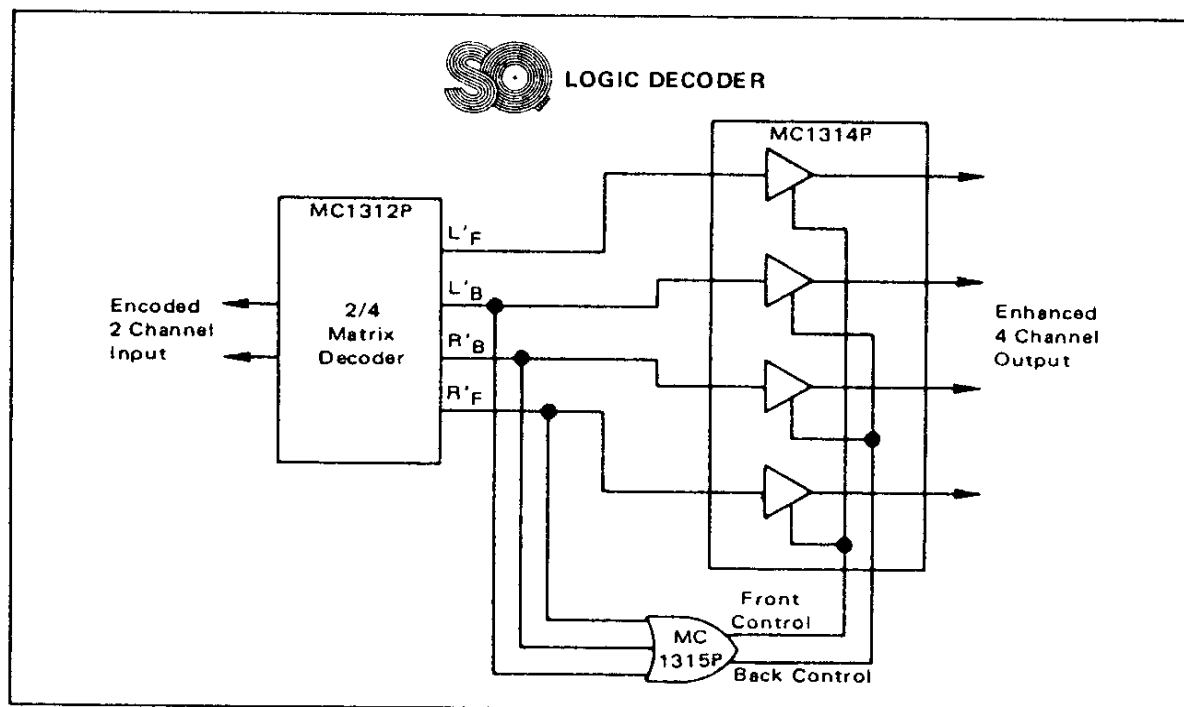 SQ LOGIC DECODER
MC1314P
MC1312P
L'F
L'B
R'B
R'F
2/4
Matrix
Decoder
Encoded
2 Channel
Input
Enhanced
4 Channel
Output
Front
Control
MC
1315P
Back Control